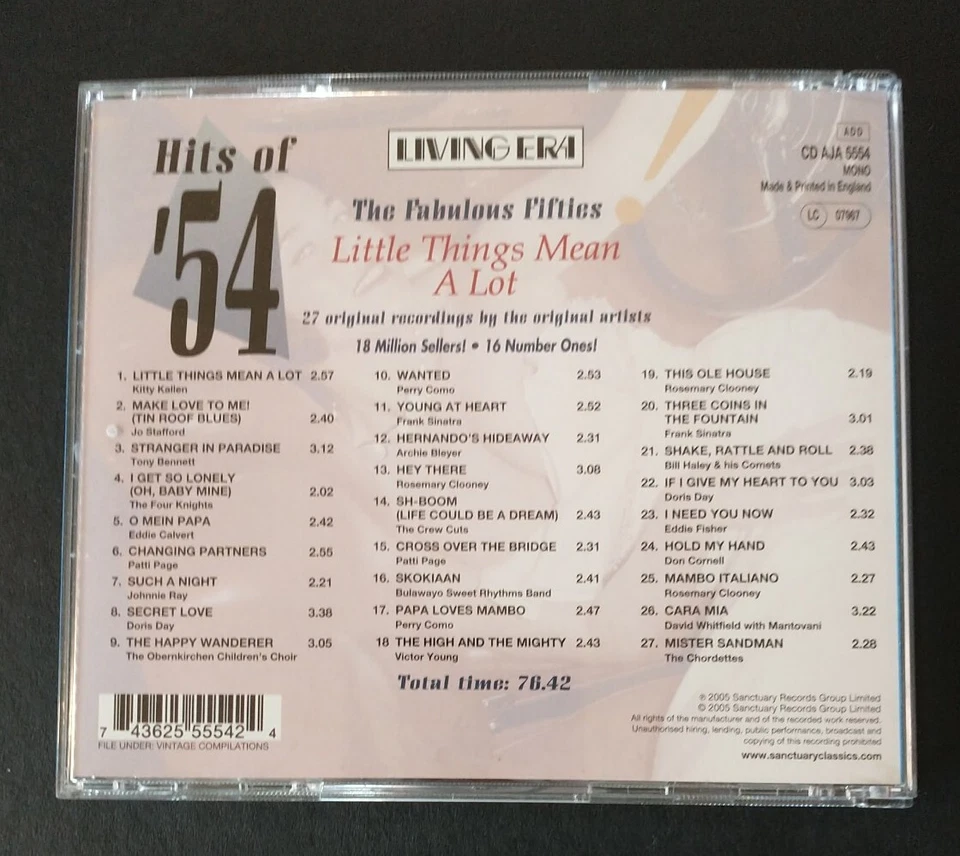 Hits of
'54
LIVING ERA
ADD
CD AJA 5554
MONO
Made & Printed in England
LC 07967
The Fabulous Fifties
Little Things Mean
A Lot
27 original recordings by the original artists
18 Million Sellers! • 16 Number Ones!
1. LITTLE THINGS MEAN A LOT 2.57
Kitty Kallen
2. MAKE LOVE TO ME!
(TIN ROOF BLUES) 2.40
Jo Stafford
3. STRANGER IN PARADISE 3.12
Tony Bennett
4. I GET SO LONELY
(OH, BABY MINE) 2.02
The Four Knights
5. O MEIN PAPA 2.42
Eddie Calvert
6. CHANGING PARTNERS 2.55
Patti Page
7. SUCH A NIGHT 2.21
Johnnie Ray
8. SECRET LOVE 3.38
Doris Day
9. THE HAPPY WANDERER 3.05
The Obernkirchen Children's Choir
10. WANTED 2.53
Perry Como
11. YOUNG AT HEART 2.52
Frank Sinatra
12. HERNANDO'S HIDEAWAY 2.31
Archie Bleyer
13. HEY THERE 3.08
Rosemary Clooney
14. SH-BOOM
(LIFE COULD BE A DREAM) 2.43
The Crew Cuts
15. CROSS OVER THE BRIDGE 2.31
Patti Page
16. SKOKIAAN 2.41
Bulawayo Sweet Rhythms Band
17. PAPA LOVES MAMBO 2.47
Perry Como
18 THE HIGH AND THE MIGHTY 2.43
Victor Young
19. THIS OLE HOUSE 2.19
Rosemary Clooney
20. THREE COINS IN
THE FOUNTAIN 3.01
Frank Sinatra
21. SHAKE, RATTLE AND ROLL 2.38
Bill Haley & his Comets
22. IF I GIVE MY HEART TO YOU 3.03
Doris Day
23. I NEED YOU NOW 2.32
Eddie Fisher
24. HOLD MY HAND 2.43
Don Cornell
25. MAMBO ITALIANO 2.27
Rosemary Clooney
26. CARA MIA 3.22
David Whitfield with Mantovani
27. MISTER SANDMAN 2.28
The Chordettes
Total time: 76.42
7 43625 55542 4
FILE UNDER: VINTAGE COMPILATIONS
℗ 2005 Sanctuary Records Group Limited
© 2005 Sanctuary Records Group Limited
All rights of the manufacturer and of the recorded work reserved.
Unauthorised hiring, lending, public performance, broadcast and
copying of this recording prohibited
www.sanctuaryclassics.com